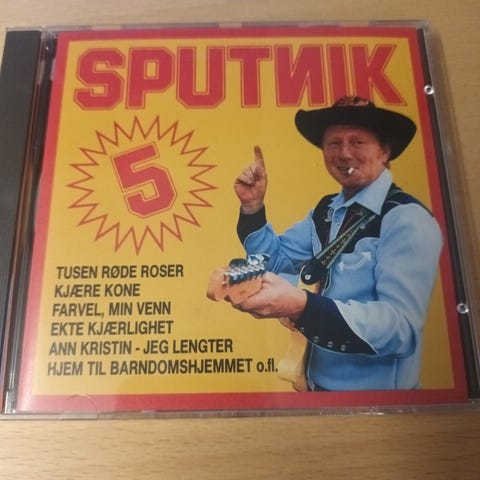 SPUTNIK
5
TUSEN RØDE ROSER
KJÆRE KONE
FARVEL, MIN VENN
EKTE KJÆRLIGHET
ANN KRISTIN - JEG LENGTER
HJEM TIL BARNDOMSHJEMMET o.fl.